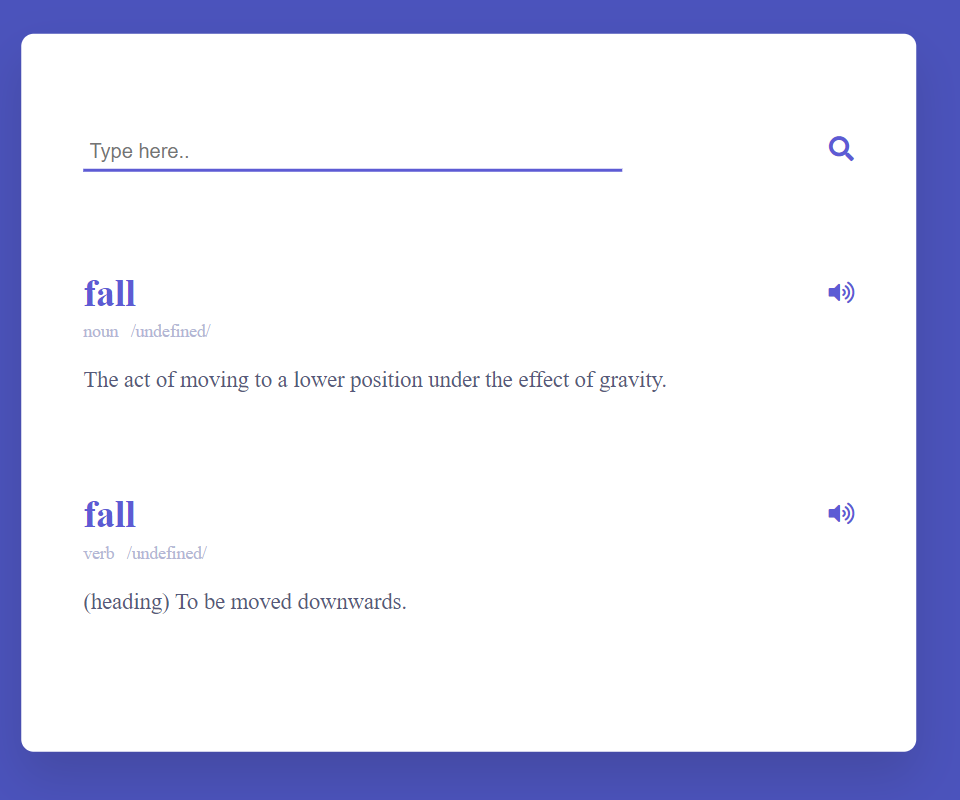 Type here..
fall
noun /undefined/
The act of moving to a lower position under the effect of gravity.
fall
verb /undefined/
(heading) To be moved downwards.